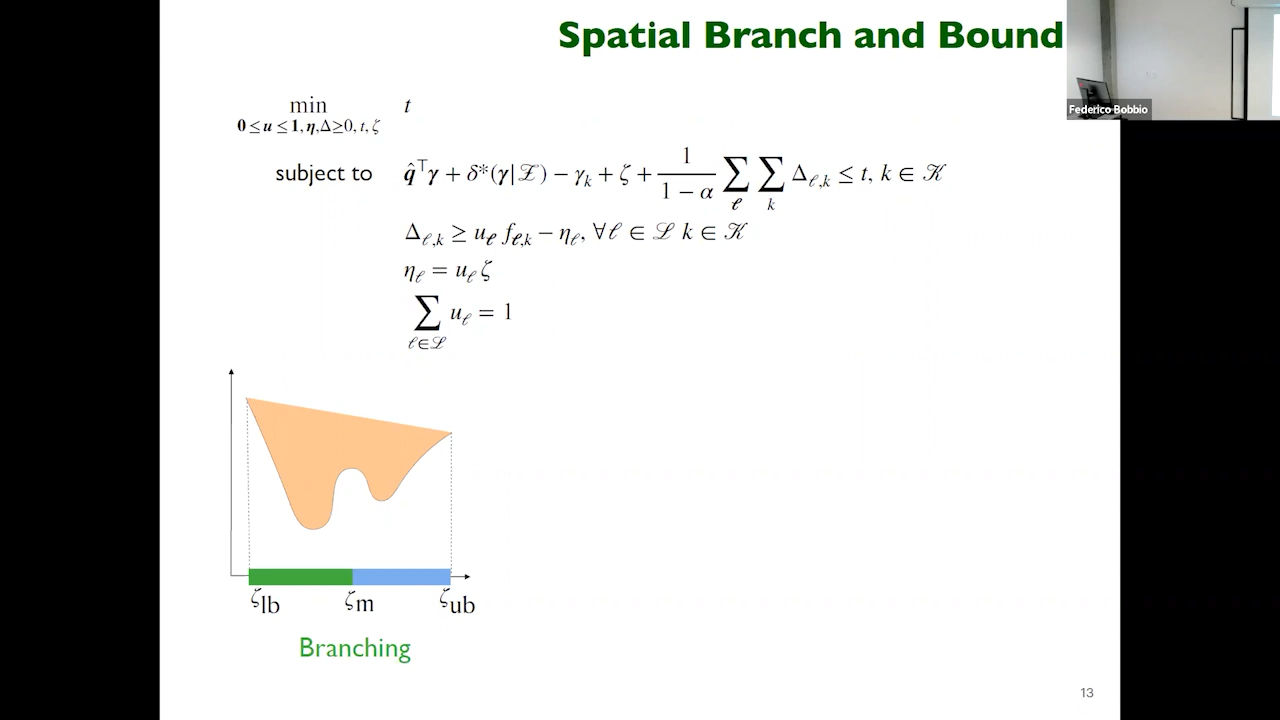 Spatial Branch and Bound
Federico Bobbio
min t
0 ≤ u ≤ 1, η, Δ≥0, t, ζ
subject to q̂⊤γ + δ*(γ|𝒵) − γₖ + ζ + 1/(1 − α) ∑_ℓ ∑_k Δ_{ℓ,k} ≤ t, k ∈ 𝒦
Δ_{ℓ,k} ≥ u_ℓ f_{ℓ,k} − η_ℓ, ∀ℓ ∈ ℒ k ∈ 𝒦
η_ℓ = u_ℓ ζ
∑_{ℓ∈ℒ} u_ℓ = 1
ζ_lb ζ_m ζ_ub
Branching
13